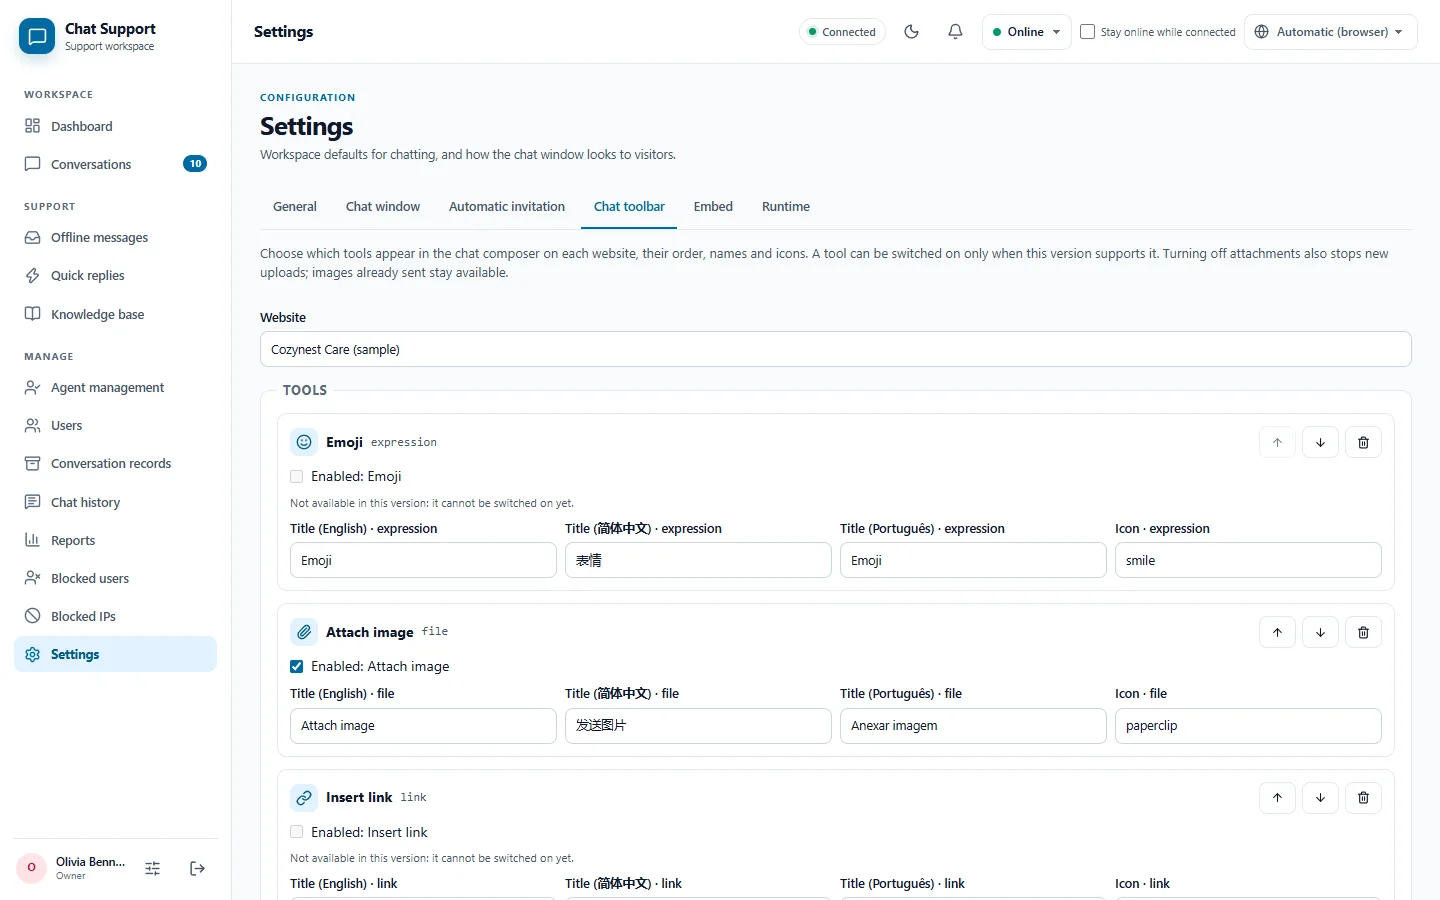 Chat Support
Support workspace
WORKSPACE
Dashboard
Conversations 10
SUPPORT
Offline messages
Quick replies
Knowledge base
MANAGE
Agent management
Users
Conversation records
Chat history
Reports
Blocked users
Blocked IPs
Settings
O Olivia Benn...
Owner
Settings
Connected
Online
Stay online while connected
Automatic (browser)
CONFIGURATION
Settings
Workspace defaults for chatting, and how the chat window looks to visitors.
General Chat window Automatic invitation Chat toolbar Embed Runtime
Choose which tools appear in the chat composer on each website, their order, names and icons. A tool can be switched on only when this version supports it. Turning off attachments also stops new
uploads; images already sent stay available.
Website
Cozynest Care (sample)
TOOLS
Emoji expression
Enabled: Emoji
Not available in this version: it cannot be switched on yet.
Title (English) · expression Title (简体中文) · expression Title (Português) · expression Icon · expression
Emoji 表情 Emoji smile
Attach image file
Enabled: Attach image
Title (English) · file Title (简体中文) · file Title (Português) · file Icon · file
Attach image 发送图片 Anexar imagem paperclip
Insert link link
Enabled: Insert link
Not available in this version: it cannot be switched on yet.
Title (English) · link Title (简体中文) · link Title (Português) · link Icon · link